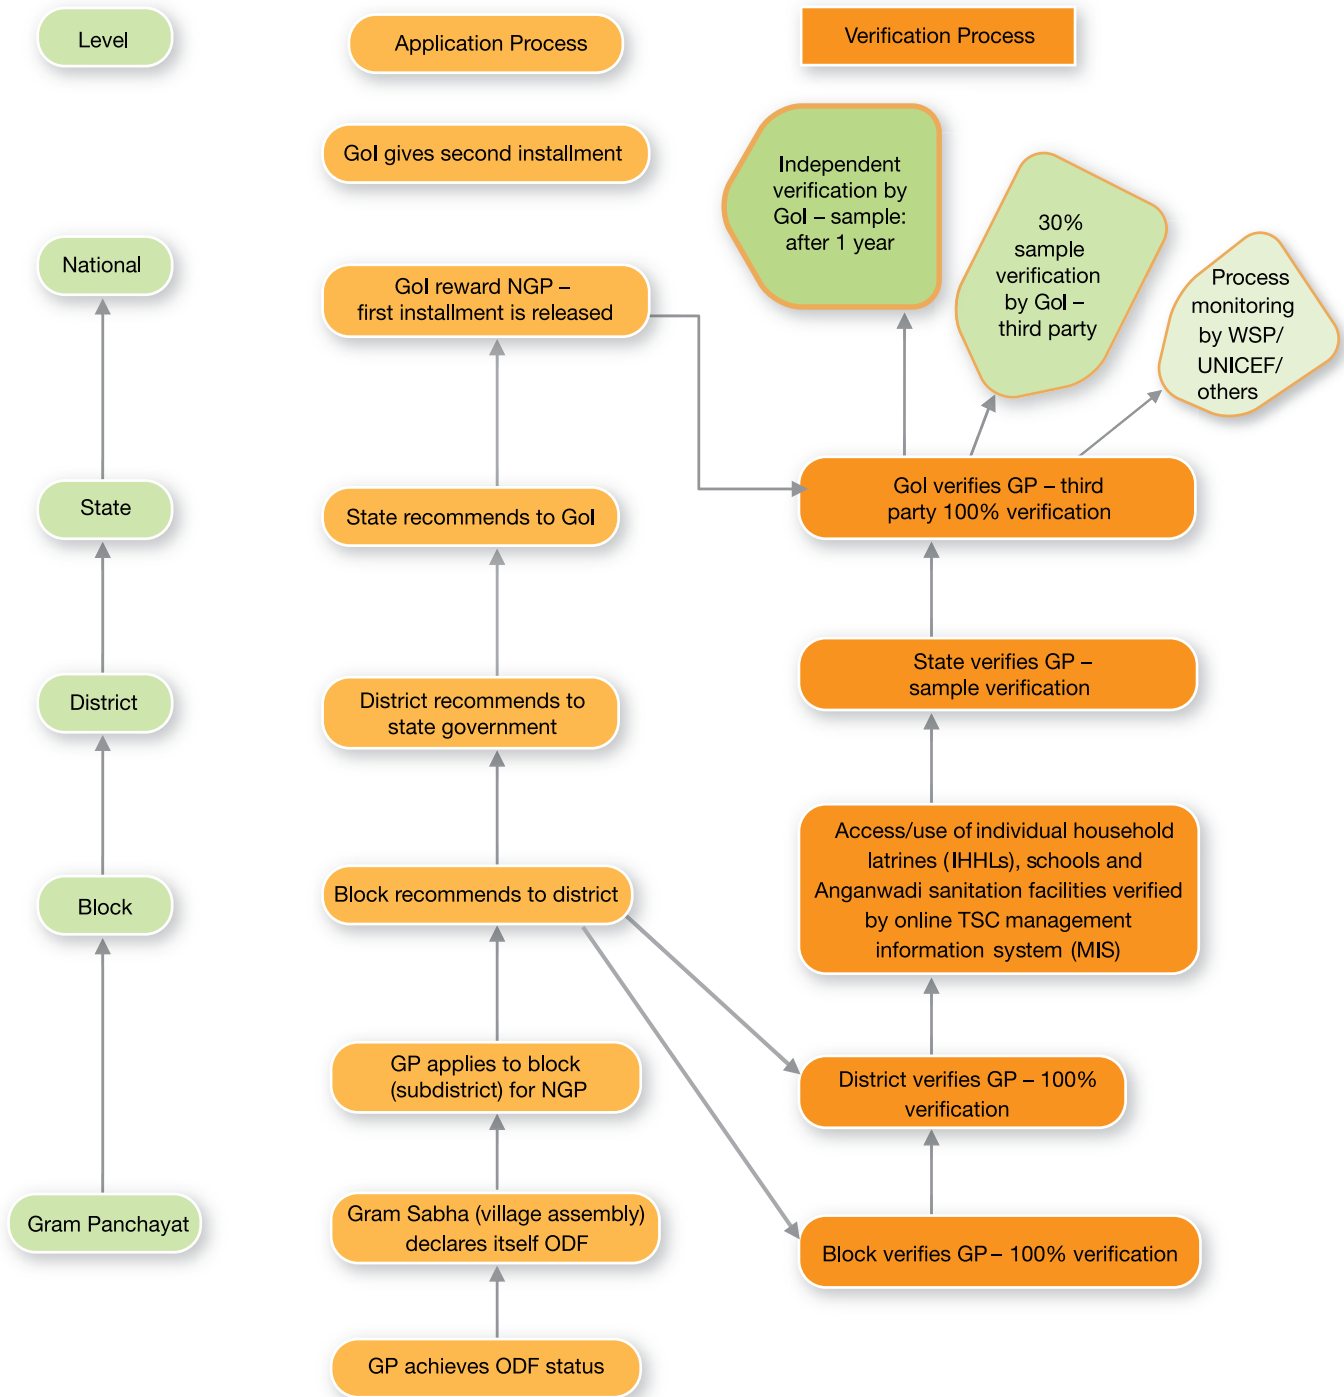 Level
Application Process
Verification Process
GoI gives second installment
Independent
verification by
GoI – sample:
after 1 year
30%
sample
verification
by GoI –
third party
Process
monitoring
by WSP/
UNICEF/
others
National
GoI reward NGP –
first installment is released
State
State recommends to GoI
GoI verifies GP – third
party 100% verification
District
District recommends to
state government
State verifies GP –
sample verification
Block
Block recommends to district
Access/use of individual household
latrines (IHHLs), schools and
Anganwadi sanitation facilities verified
by online TSC management
information system (MIS)
GP applies to block
(subdistrict) for NGP
District verifies GP – 100%
verification
Gram Panchayat
Gram Sabha (village assembly)
declares itself ODF
Block verifies GP – 100% verification
GP achieves ODF status